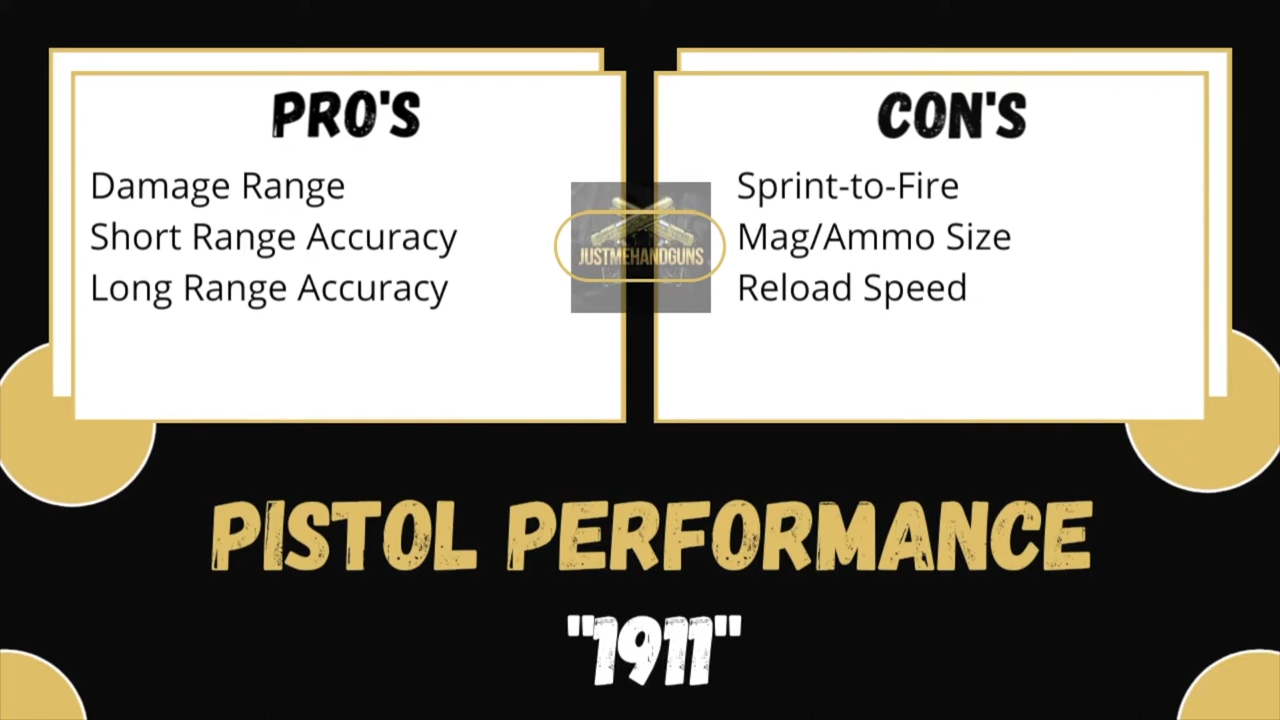 PRO'S
Damage Range
Short Range Accuracy
Long Range Accuracy
JUSTMEHANDGUNS
CON'S
Sprint-to-Fire
Mag/Ammo Size
Reload Speed
PISTOL PERFORMANCE
"1911"